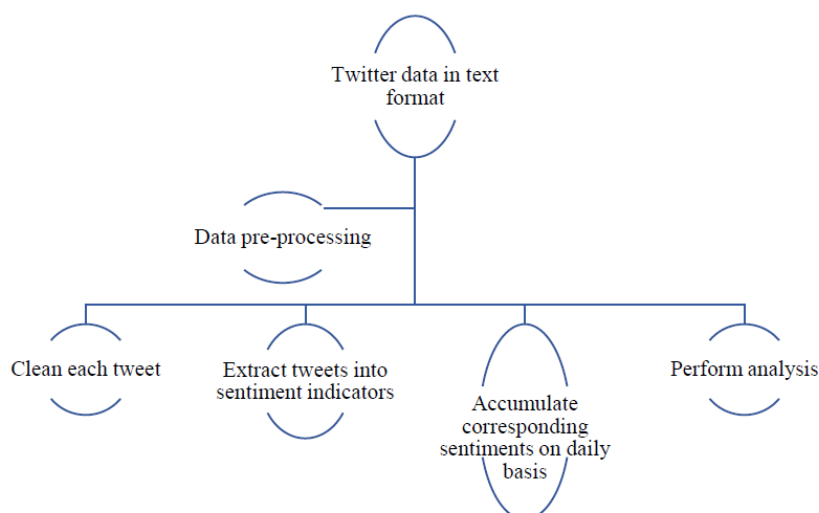 Twitter data in text
format
Data pre-processing
Clean each tweet
Extract tweets into
sentiment indicators
Accumulate
corresponding
sentiments on daily
basis
Perform analysis